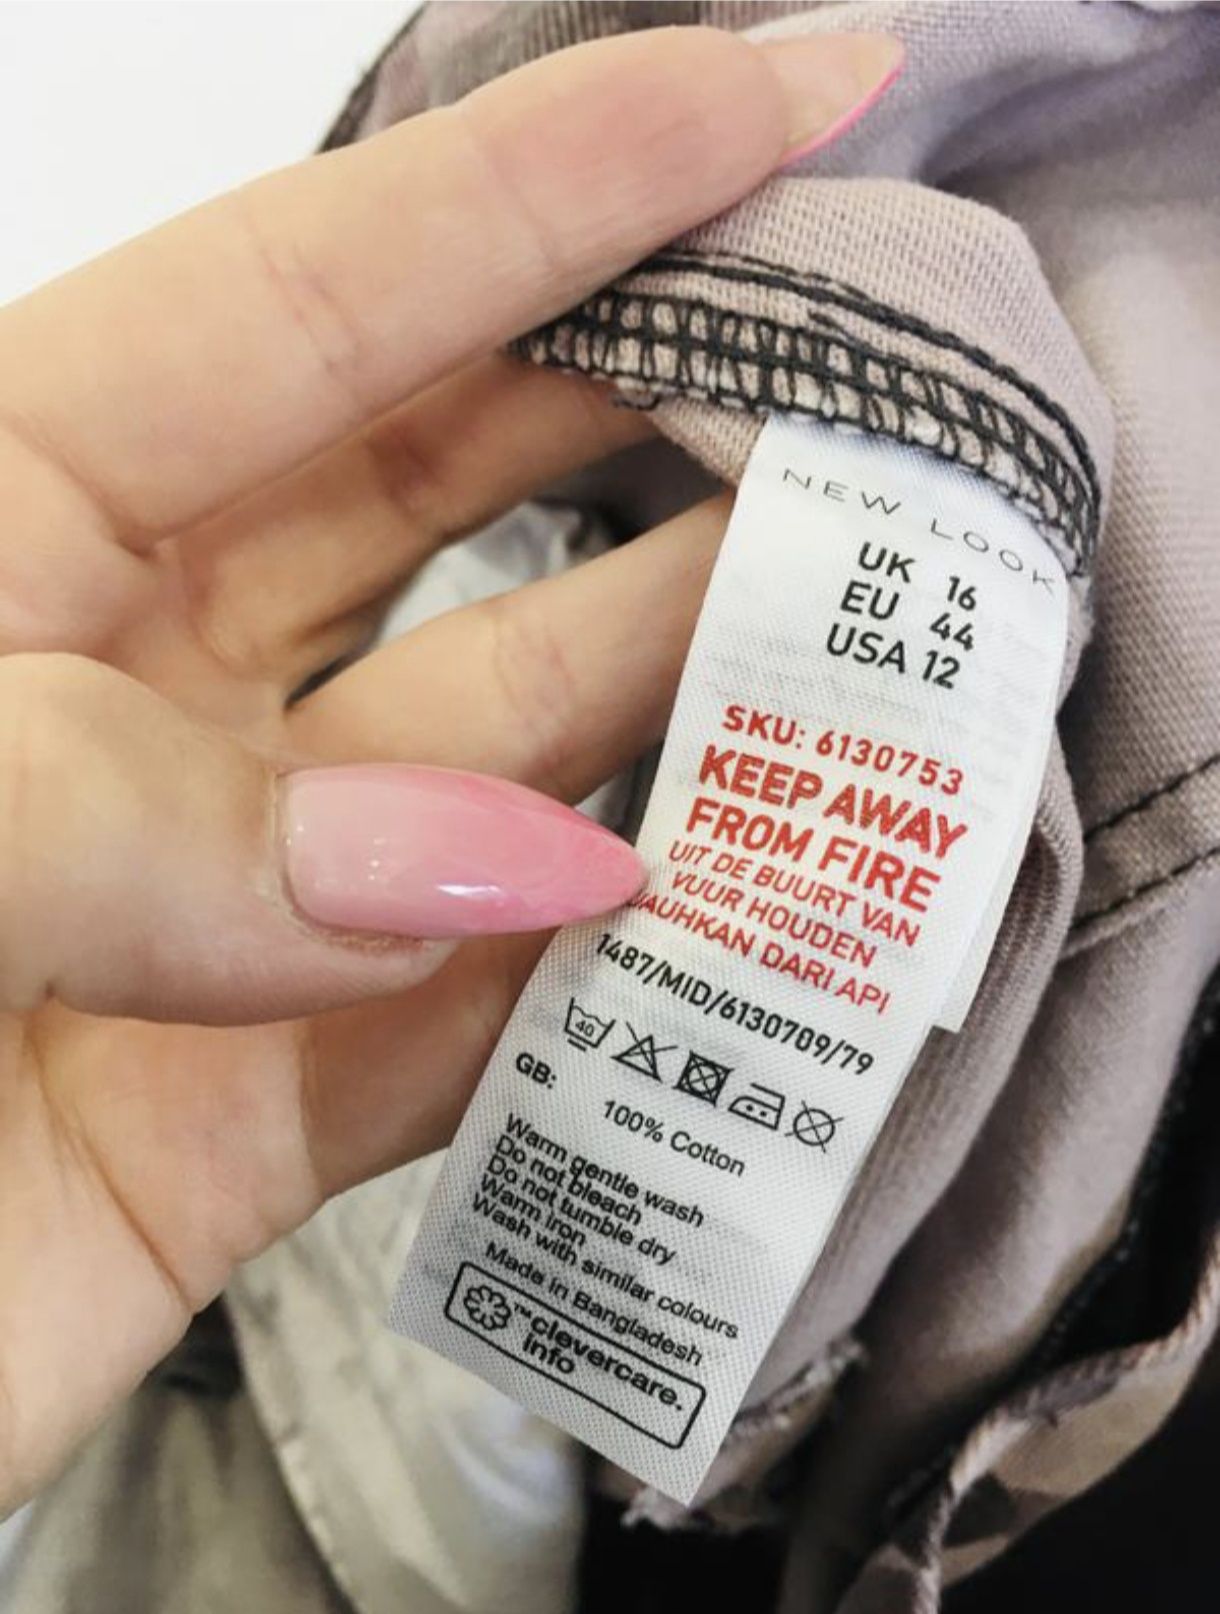 NEW LOOK
UK 16
EU 44
USA 12
SKU: 6130753
KEEP AWAY
FROM FIRE
UIT DE BUURT VAN
VUUR HOUDEN
JAUHKAN DARI API
1487/MID/6130709/79
40
GB:
100% Cotton
Warm gentle wash
Do not bleach
Do not tumble dry
Warm iron
Wash with similar colours
Made in Bangladesh
™clevercare.
info